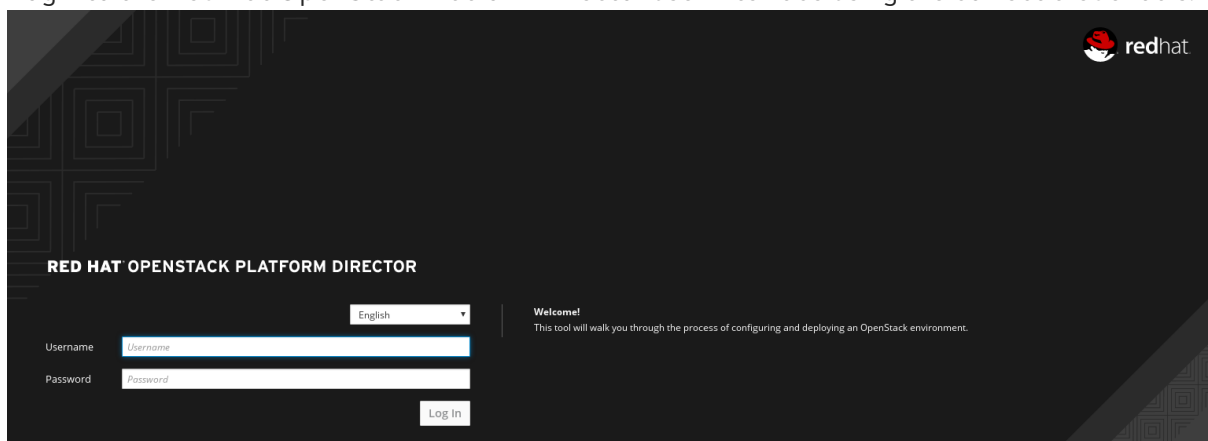 redhat.
RED HAT® OPENSTACK PLATFORM DIRECTOR
English
Welcome!
This tool will walk you through the process of configuring and deploying an OpenStack environment.
Username
Username
Password
Password
Log In